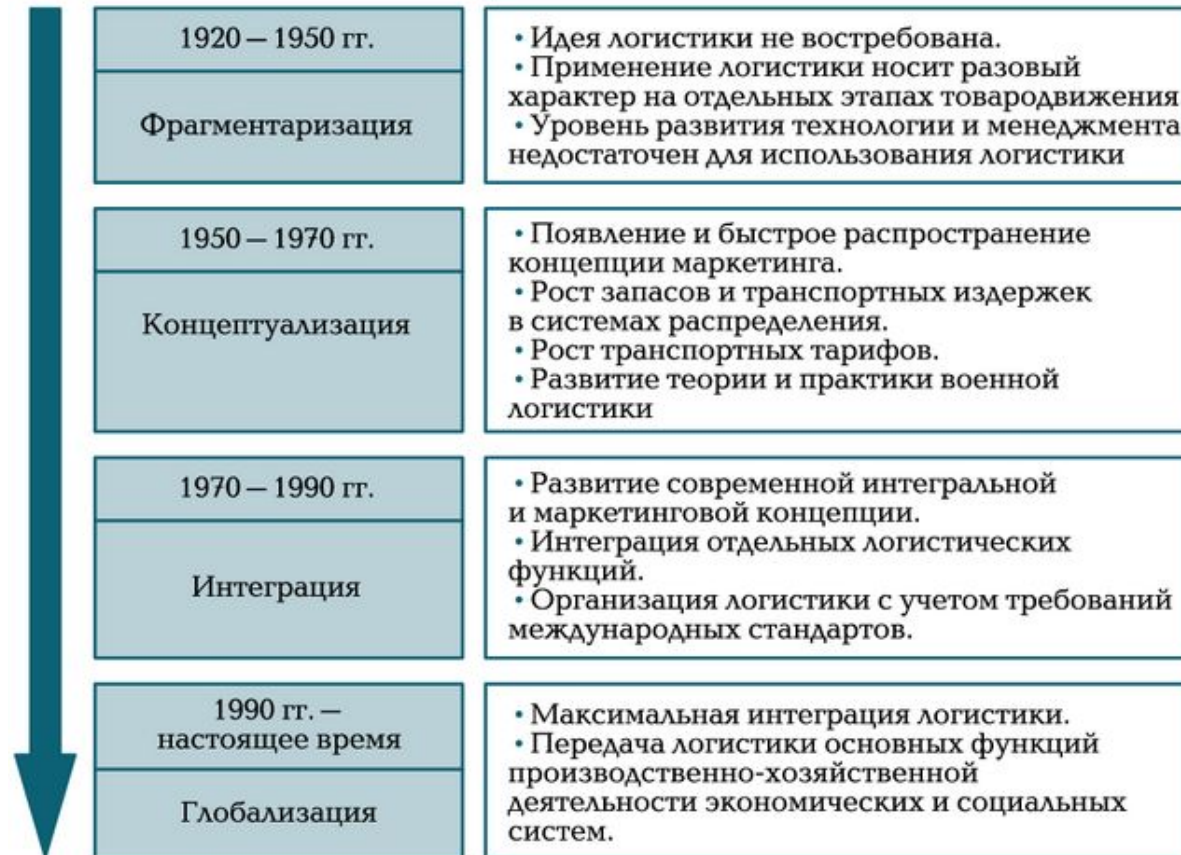 1920 – 1950 гг.
Фрагментаризация
• Идея логистики не востребована.
• Применение логистики носит разовый
характер на отдельных этапах товародвижения
• Уровень развития технологии и менеджмента
недостаточен для использования логистики
1950 – 1970 гг.
Концептуализация
• Появление и быстрое распространение
концепции маркетинга.
• Рост запасов и транспортных издержек
в системах распределения.
• Рост транспортных тарифов.
• Развитие теории и практики военной
логистики
1970 – 1990 гг.
Интеграция
• Развитие современной интегральной
и маркетинговой концепции.
• Интеграция отдельных логистических
функций.
• Организация логистики с учетом требований
международных стандартов.
1990 гг. –
настоящее время
Глобализация
• Максимальная интеграция логистики.
• Передача логистики основных функций
производственно-хозяйственной
деятельности экономических и социальных
систем.